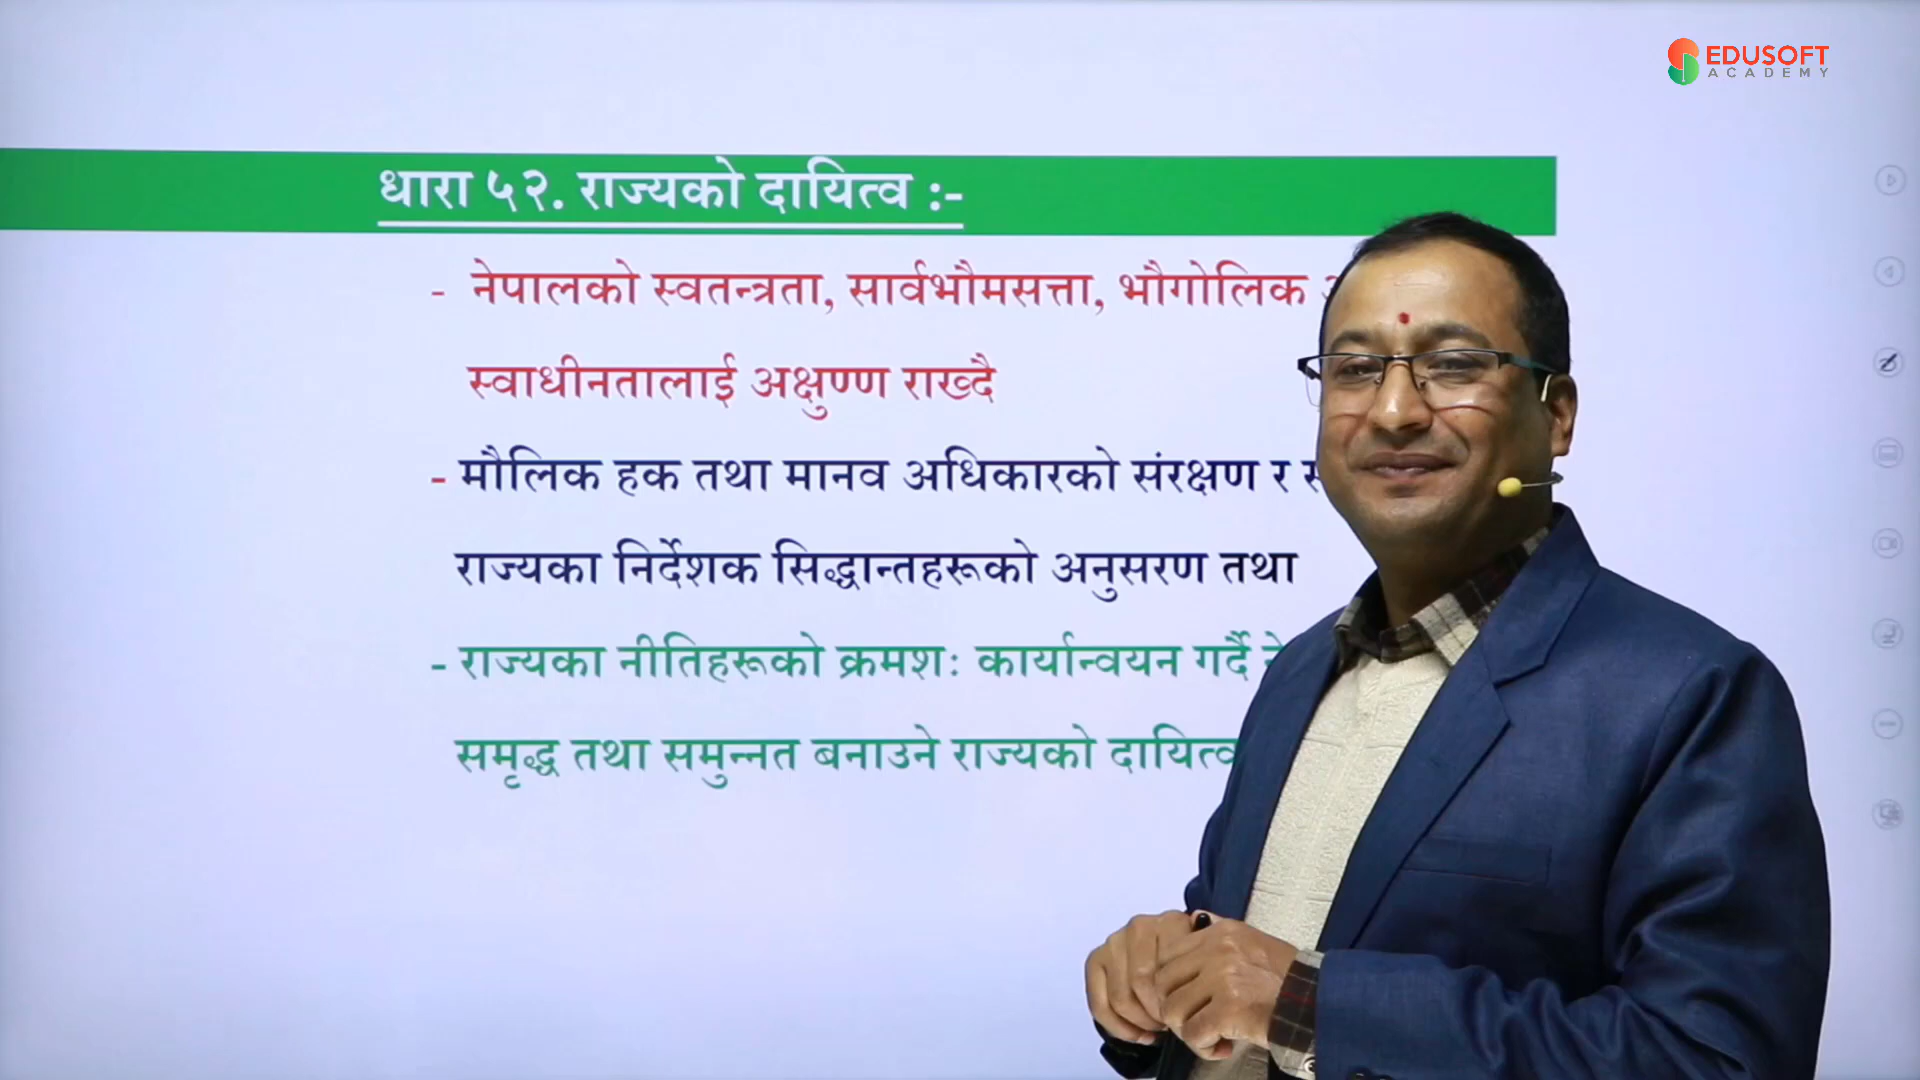 EDUSOFT
ACADEMY
धारा ५२. राज्यको दायित्व :-
- नेपालको स्वतन्त्रता, सार्वभौमसत्ता, भौगोलिक
स्वाधीनतालाई अक्षुण्ण राख्दै
- मौलिक हक तथा मानव अधिकारको संरक्षण र
राज्यका निर्देशक सिद्धान्तहरूको अनुसरण तथा
- राज्यका नीतिहरूको क्रमशः कार्यान्वयन गर्दै
समृद्ध तथा समुन्नत बनाउने राज्यको दायित्व